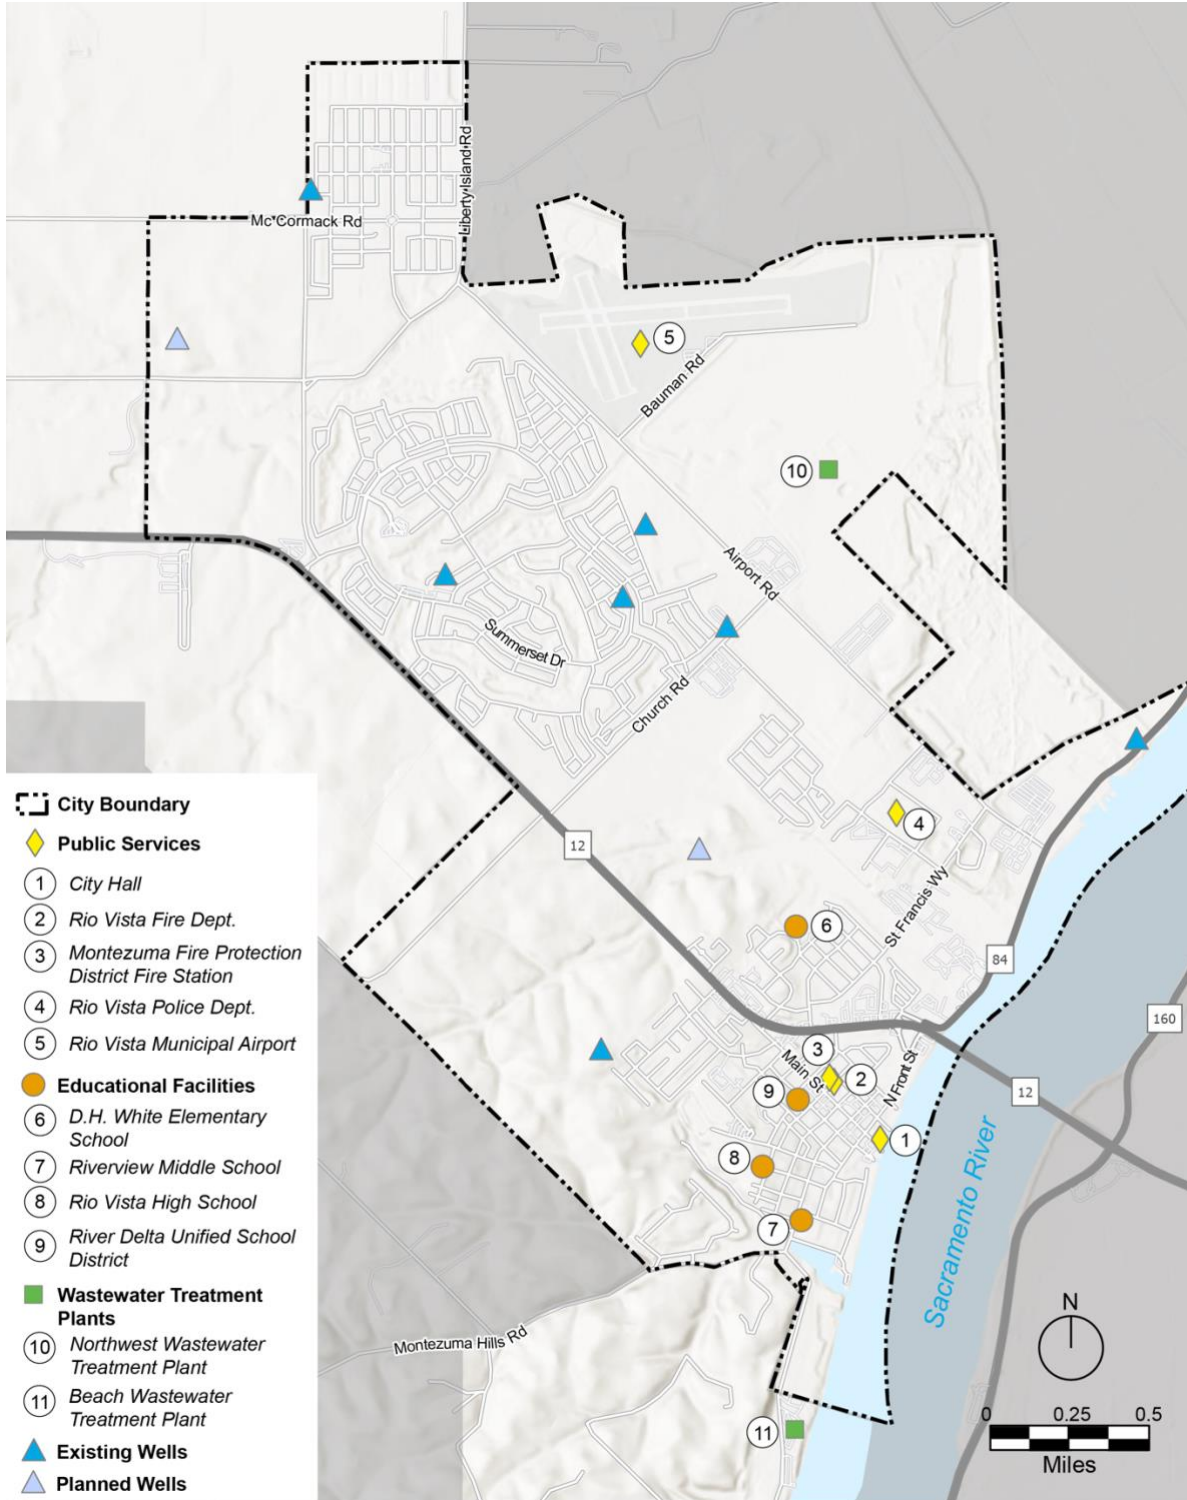 Liberty Island Rd
Mc Cormack Rd
5
Bauman Rd
10
Airport Rd
Summerset Dr
Church Rd
12
4
St Francis Wy
6
84
160
3
Main St
2
N Front St
9
12
1
8
7
Sacramento River
Montezuma Hills Rd
11
City Boundary
Public Services
1 City Hall
2 Rio Vista Fire Dept.
3 Montezuma Fire Protection
District Fire Station
4 Rio Vista Police Dept.
5 Rio Vista Municipal Airport
Educational Facilities
6 D.H. White Elementary
School
7 Riverview Middle School
8 Rio Vista High School
9 River Delta Unified School
District
Wastewater Treatment
Plants
10 Northwest Wastewater
Treatment Plant
11 Beach Wastewater
Treatment Plant
Existing Wells
Planned Wells
N
0 0.25 0.5
Miles